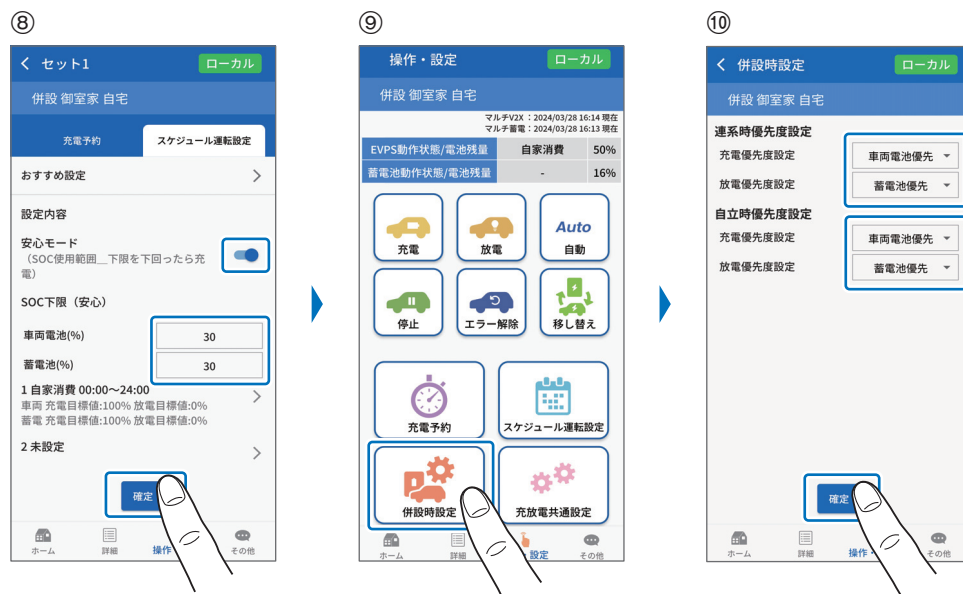 ⑧
セット1
ローカル
併設 御室家 自宅
充電予約
スケジュール運転設定
おすすめ設定
設定内容
安心モード
（SOC使用範囲__下限を下回ったら充
電）
SOC下限（安心）
車両電池(%)
30
蓄電池(%)
30
1 自家消費 00:00～24:00
車両 充電目標値:100% 放電目標値:0%
蓄電 充電目標値:100% 放電目標値:0%
2 未設定
確定
ホーム
詳細
操作
その他
⑨
操作・設定
ローカル
併設 御室家 自宅
マルチV2X ：2024/03/28 16:14 現在
マルチ蓄電：2024/03/28 16:13 現在
EVPS動作状態/電池残量
自家消費
50%
蓄電池動作状態/電池残量
-
16%
充電
放電
Auto
自動
停止
エラー解除
移し替え
充電予約
スケジュール運転設定
併設時設定
充放電共通設定
ホーム
詳細
・設定
その他
⑩
併設時設定
ローカル
併設 御室家 自宅
連系時優先度設定
充電優先度設定
車両電池優先
放電優先度設定
蓄電池優先
自立時優先度設定
充電優先度設定
車両電池優先
放電優先度設定
蓄電池優先
確定
ホーム
詳細
操作・
その他